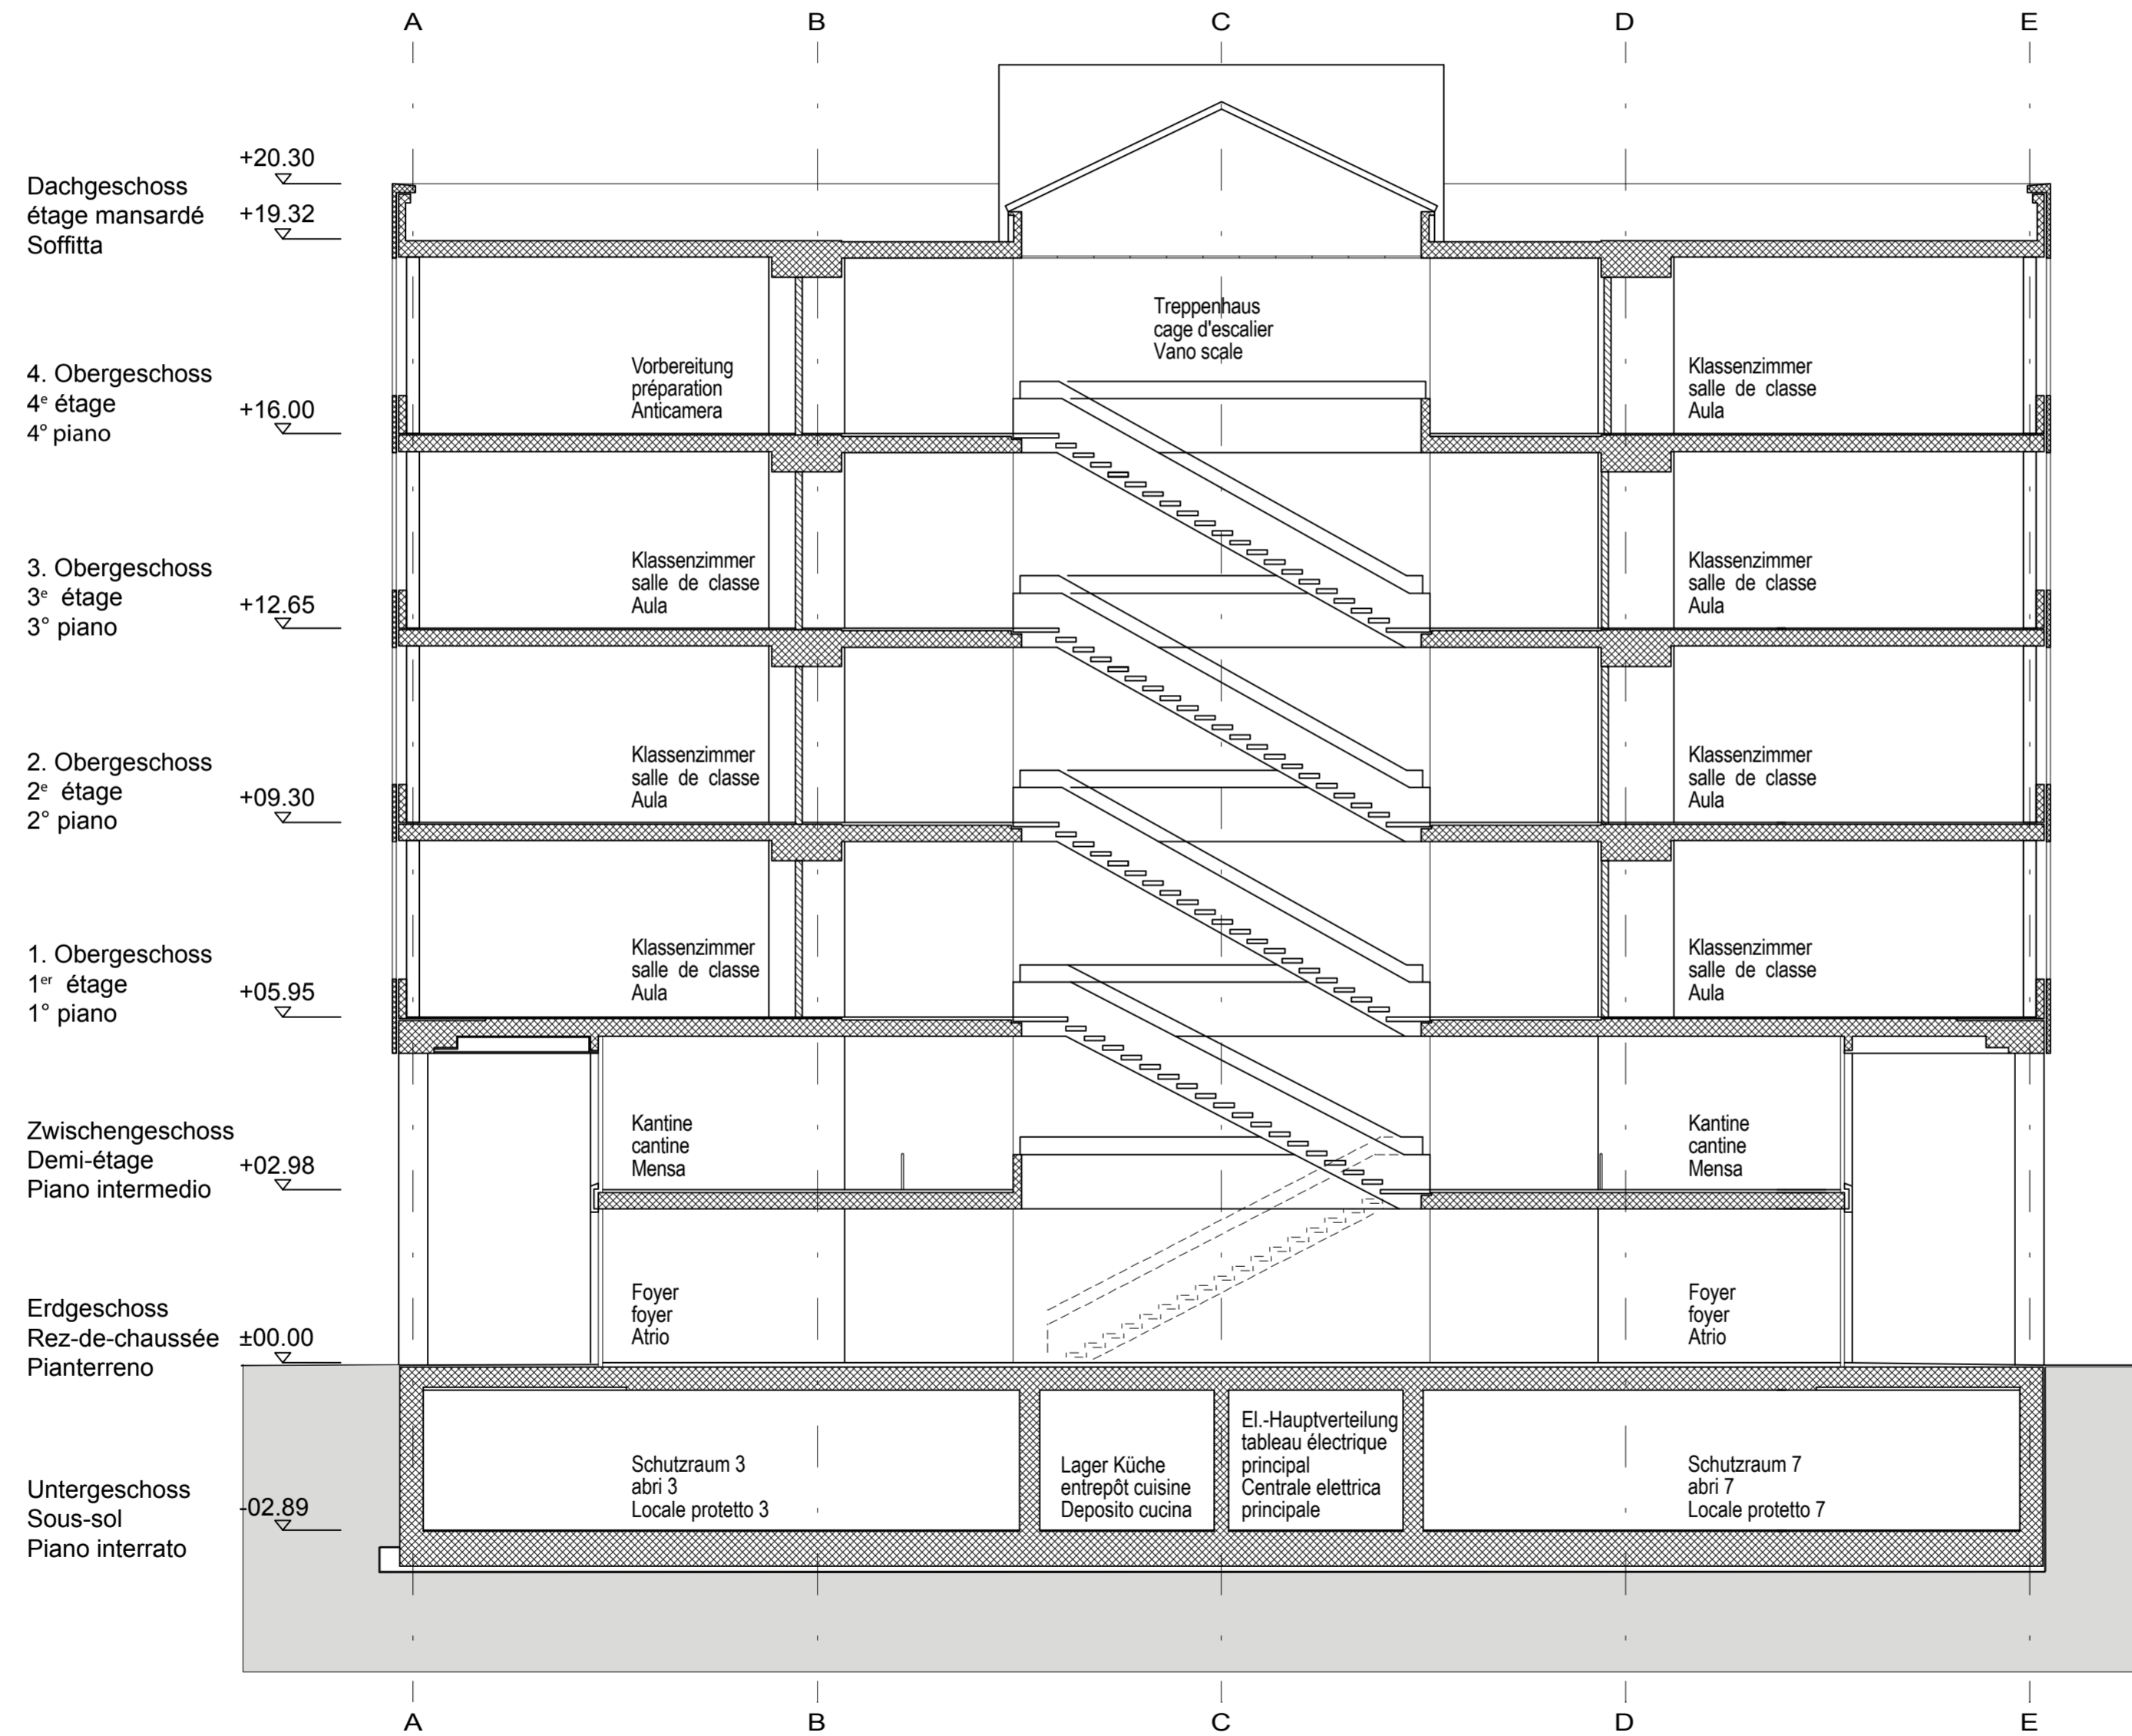 A B C D E
+20.30
Dachgeschoss
étage mansardé
Soffitta
+19.32
Treppenhaus
cage d'escalier
Vano scale
4. Obergeschoss
4e étage
4° piano
+16.00
Vorbereitung
préparation
Anticamera
Klassenzimmer
salle de classe
Aula
3. Obergeschoss
3e étage
3° piano
+12.65
Klassenzimmer
salle de classe
Aula
Klassenzimmer
salle de classe
Aula
2. Obergeschoss
2e étage
2° piano
+09.30
Klassenzimmer
salle de classe
Aula
Klassenzimmer
salle de classe
Aula
1. Obergeschoss
1er étage
1° piano
+05.95
Klassenzimmer
salle de classe
Aula
Klassenzimmer
salle de classe
Aula
Zwischengeschoss
Demi-étage
Piano intermedio
+02.98
Kantine
cantine
Mensa
Kantine
cantine
Mensa
Erdgeschoss
Rez-de-chaussée
Pianterreno
±00.00
Foyer
foyer
Atrio
Foyer
foyer
Atrio
Untergeschoss
Sous-sol
Piano interrato
-02.89
Schutzraum 3
abri 3
Locale protetto 3
Lager Küche
entrepôt cuisine
Deposito cucina
El.-Hauptverteilung
tableau électrique
principal
Centrale elettrica
principale
Schutzraum 7
abri 7
Locale protetto 7
A B C D E